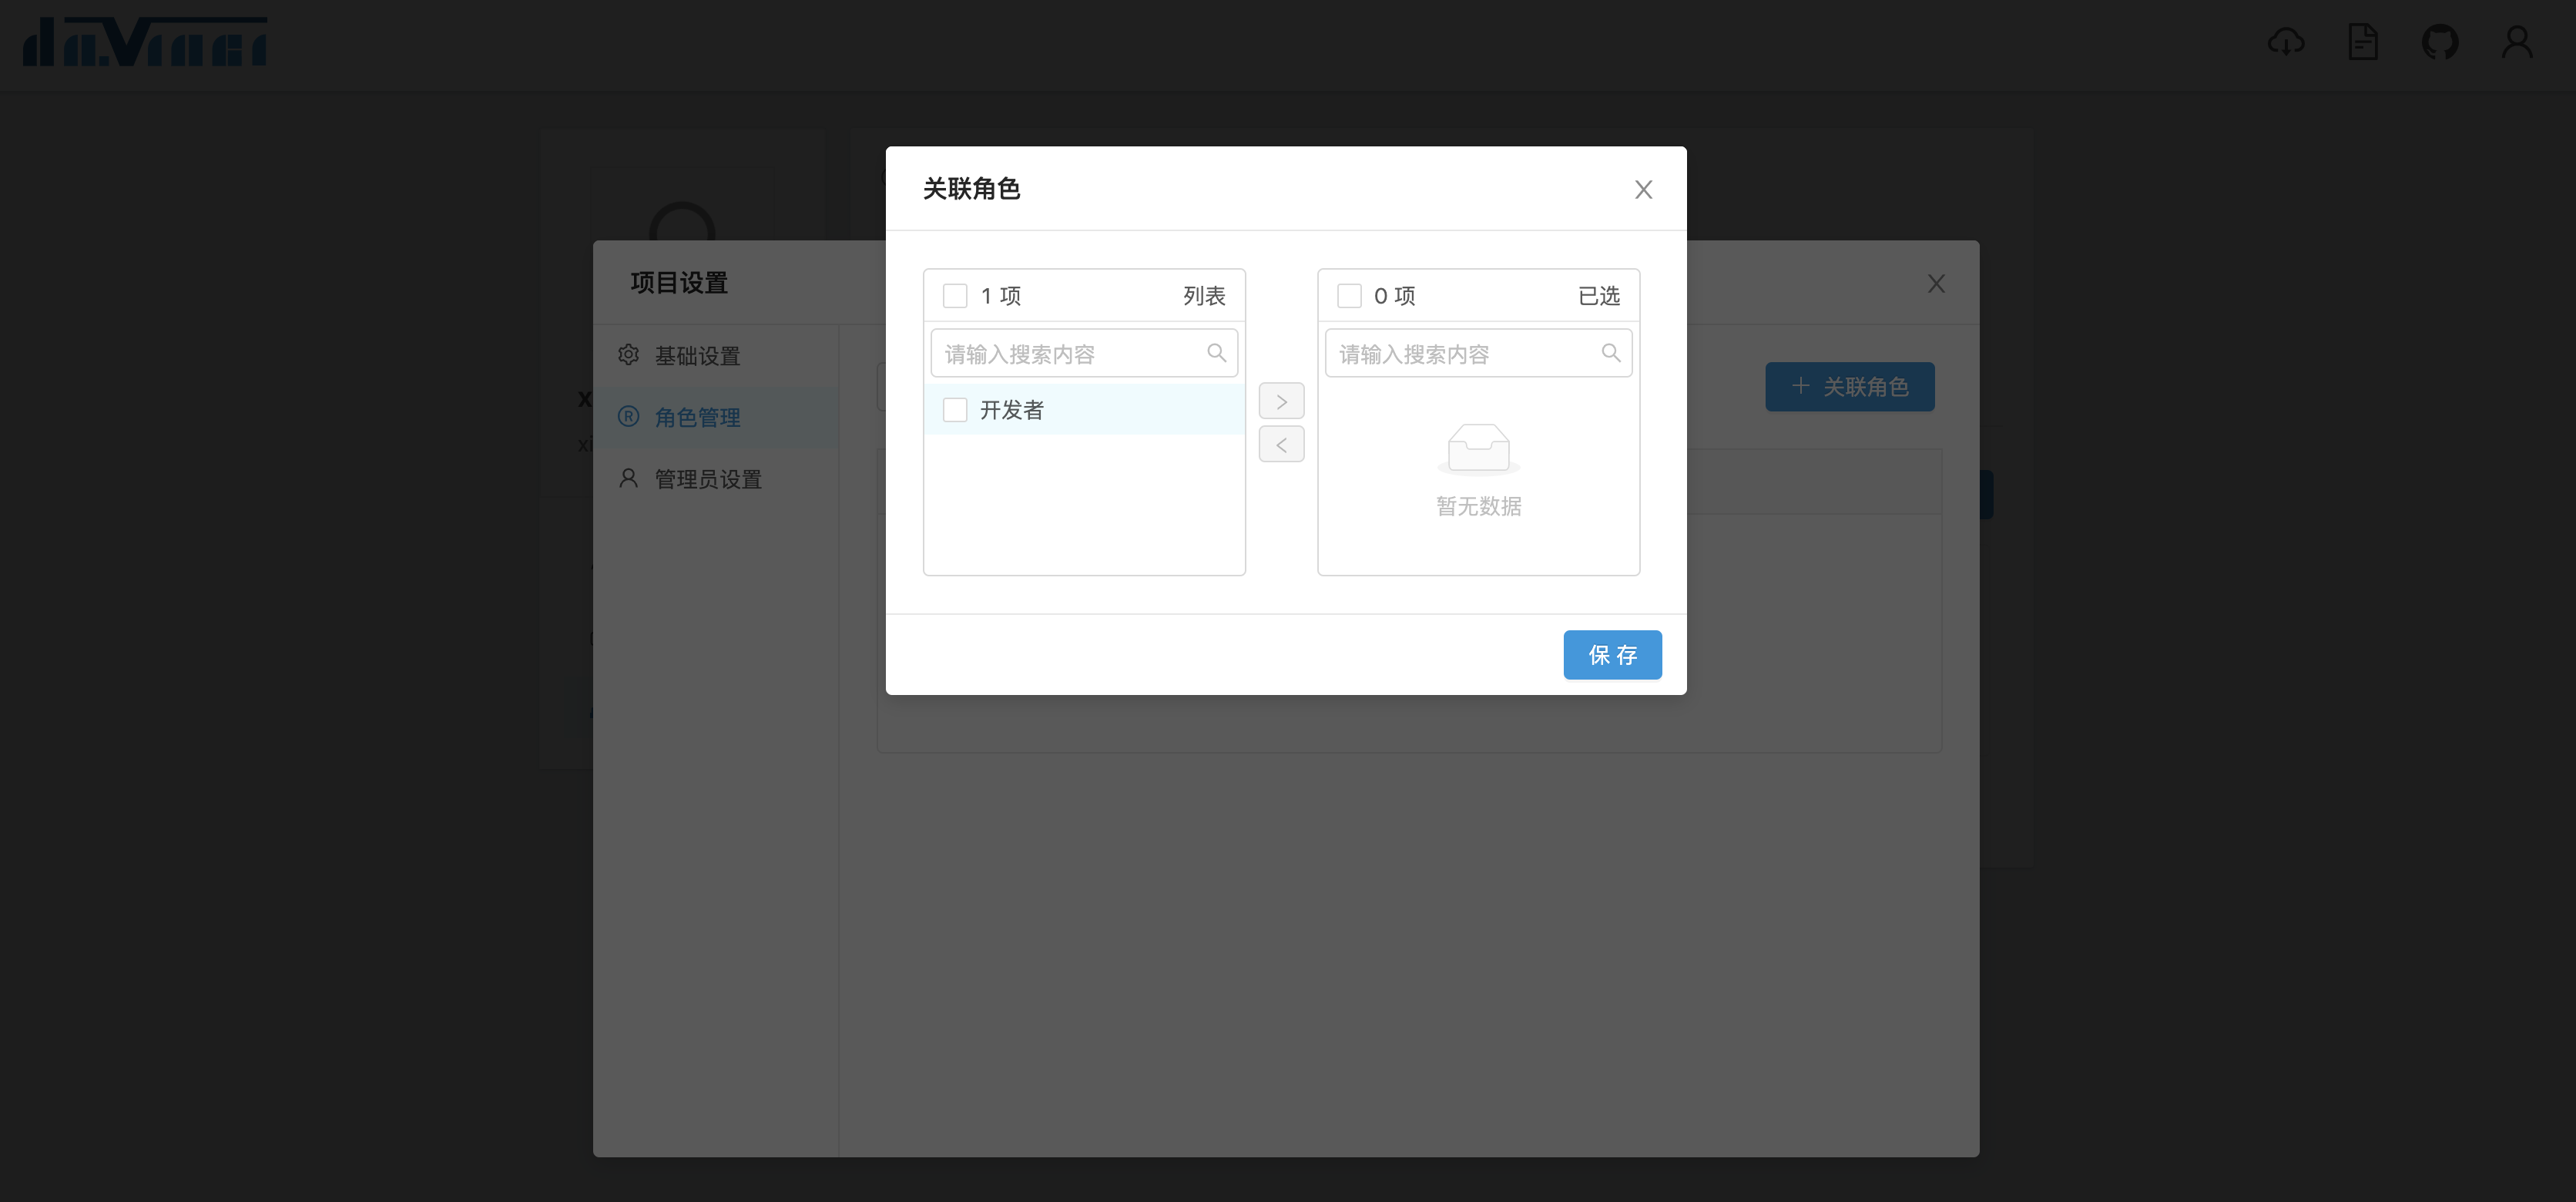 da.Vinci
关联角色
项目设置
1 项 列表
0 项 已选
请输入搜索内容
请输入搜索内容
基础设置
开发者
+ 关联角色
角色管理
管理员设置
暂无数据
保 存